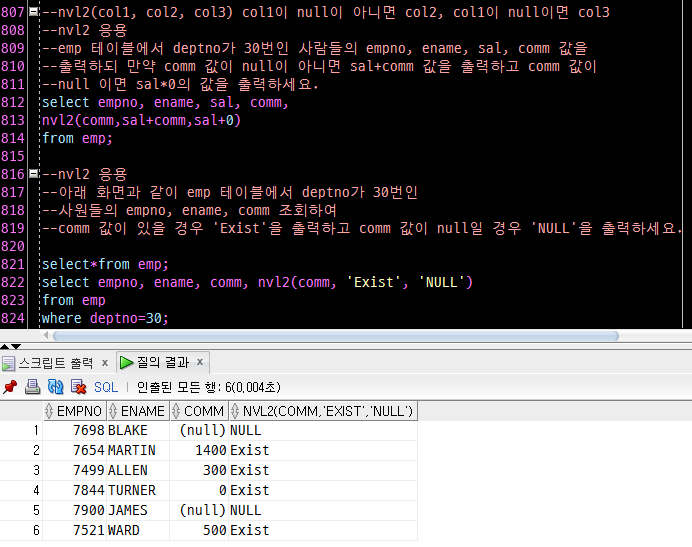 807 --nvl2(col1, col2, col3) col1이 null이 아니면 col2, col1이 null이면 col3
808 --nvl2 응용
809 --emp 테이블에서 deptno가 30번인 사람들의 empno, ename, sal, comm 값을
810 --출력하되 만약 comm 값이 null이 아니면 sal+comm 값을 출력하고 comm 값이
811 --null 이면 sal*0의 값을 출력하세요.
812 select empno, ename, sal, comm,
813 nvl2(comm,sal+comm,sal+0)
814 from emp;
815
816 --nvl2 응용
817 --아래 화면과 같이 emp 테이블에서 deptno가 30번인
818 --사원들의 empno, ename, comm 조회하여
819 --comm 값이 있을 경우 'Exist'을 출력하고 comm 값이 null일 경우 'NULL'을 출력하세요.
820
821 select*from emp;
822 select empno, ename, comm, nvl2(comm, 'Exist', 'NULL')
823 from emp
824 where deptno=30;
스크립트 출력 x 질의 결과 x
SQL | 인출된 모든 행: 6(0,004초)
EMPNO ENAME COMM NVL2(COMM,'EXIST','NULL')
1 7698 BLAKE (null) NULL
2 7654 MARTIN 1400 Exist
3 7499 ALLEN 300 Exist
4 7844 TURNER 0 Exist
5 7900 JAMES (null) NULL
6 7521 WARD 500 Exist